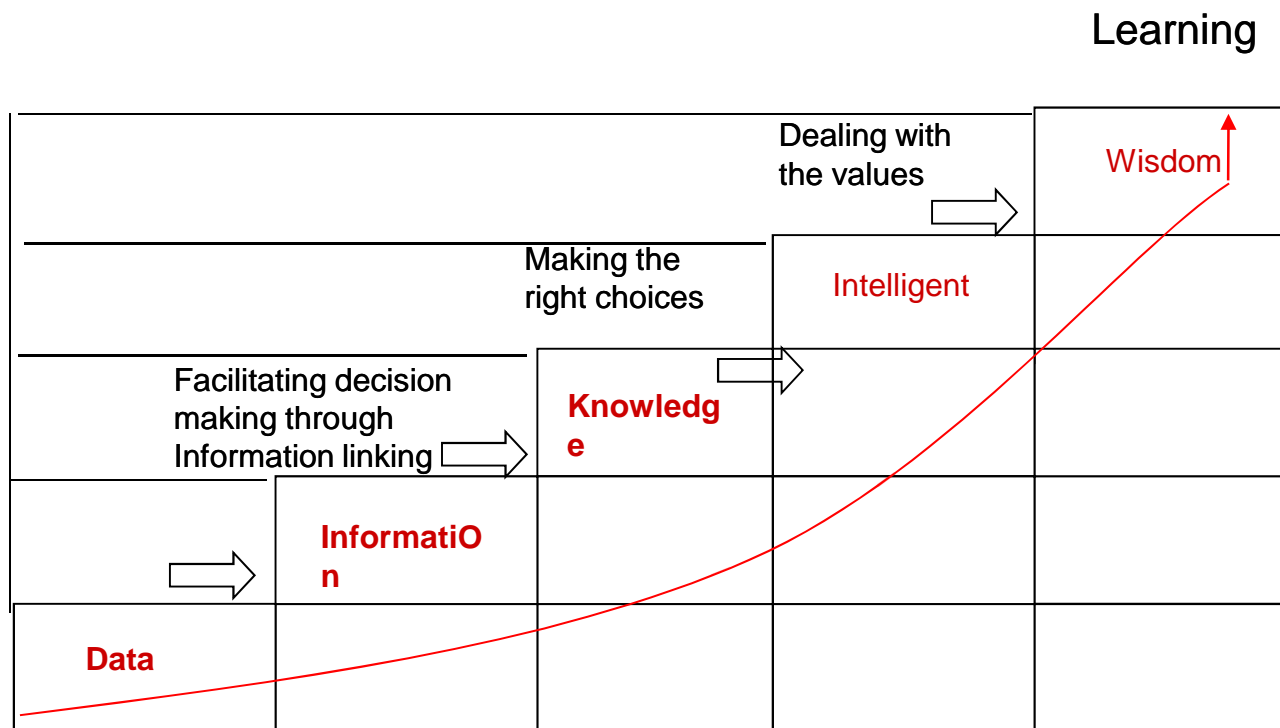 Learning
Dealing with
the values
Wisdom
Making the
right choices
Intelligent
Facilitating decision
making through
Information linking
Knowledg
e
InformatiO
n
Data